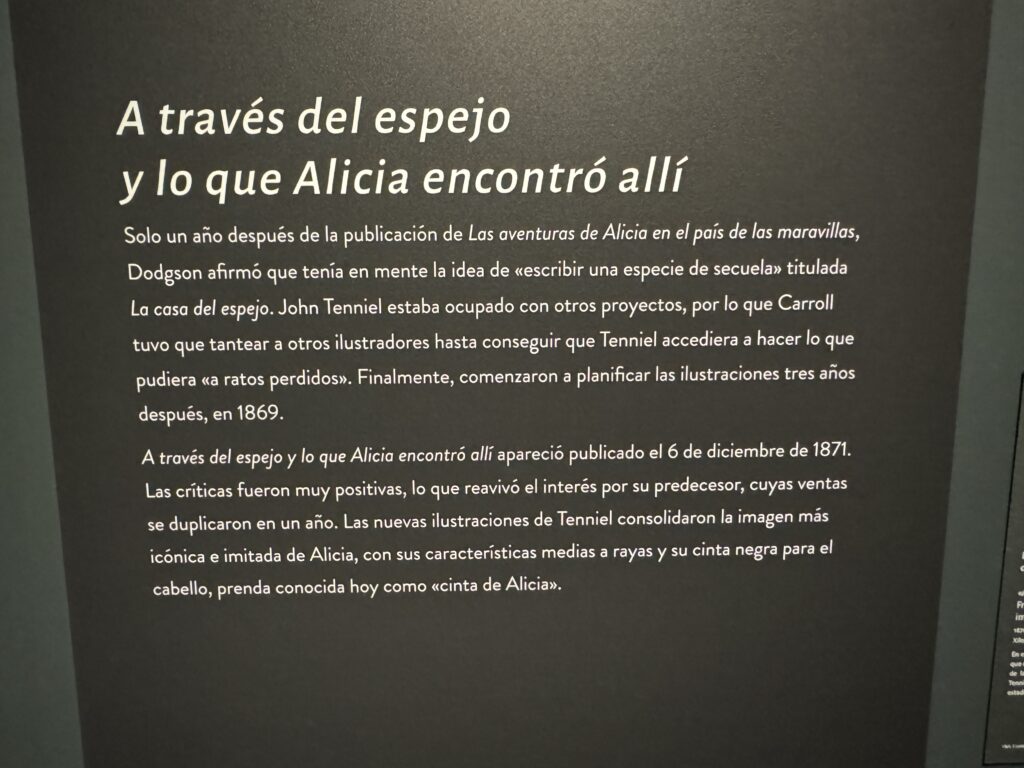 A través del espejo
y lo que Alicia encontró allí
Solo un año después de la publicación de Las aventuras de Alicia en el país de las maravillas,
Dodgson afirmó que tenía en mente la idea de «escribir una especie de secuela» titulada
La casa del espejo. John Tenniel estaba ocupado con otros proyectos, por lo que Carroll
tuvo que tantear a otros ilustradores hasta conseguir que Tenniel accediera a hacer lo que
pudiera «a ratos perdidos». Finalmente, comenzaron a planificar las ilustraciones tres años
después, en 1869.
A través del espejo y lo que Alicia encontró allí apareció publicado el 6 de diciembre de 1871.
Las críticas fueron muy positivas, lo que reavivó el interés por su predecesor, cuyas ventas
se duplicaron en un año. Las nuevas ilustraciones de Tenniel consolidaron la imagen más
icónica e imitada de Alicia, con sus características medias a rayas y su cinta negra para el
cabello, prenda conocida hoy como «cinta de Alicia».